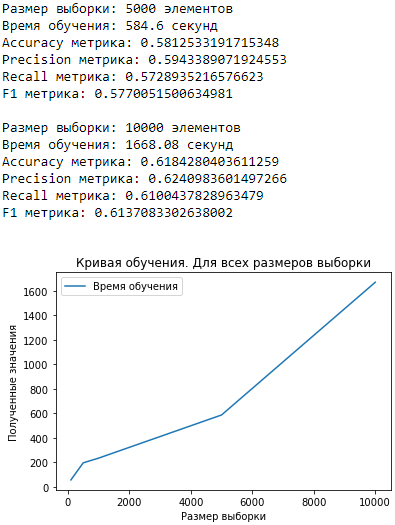 Размер выборки: 5000 элементов
Время обучения: 584.6 секунд
Accuracy метрика: 0.5812533191715348
Precision метрика: 0.5943389071924553
Recall метрика: 0.5728935216576623
F1 метрика: 0.5770051500634981
Размер выборки: 10000 элементов
Время обучения: 1668.08 секунд
Accuracy метрика: 0.6184280403611259
Precision метрика: 0.6240983601497266
Recall метрика: 0.6100437828963479
F1 метрика: 0.6137083302638002
Кривая обучения. Для всех размеров выборки
Время обучения
Полученные значения
1600
1400
1200
1000
800
600
400
200
0
0 2000 4000 6000 8000 10000
Размер выборки